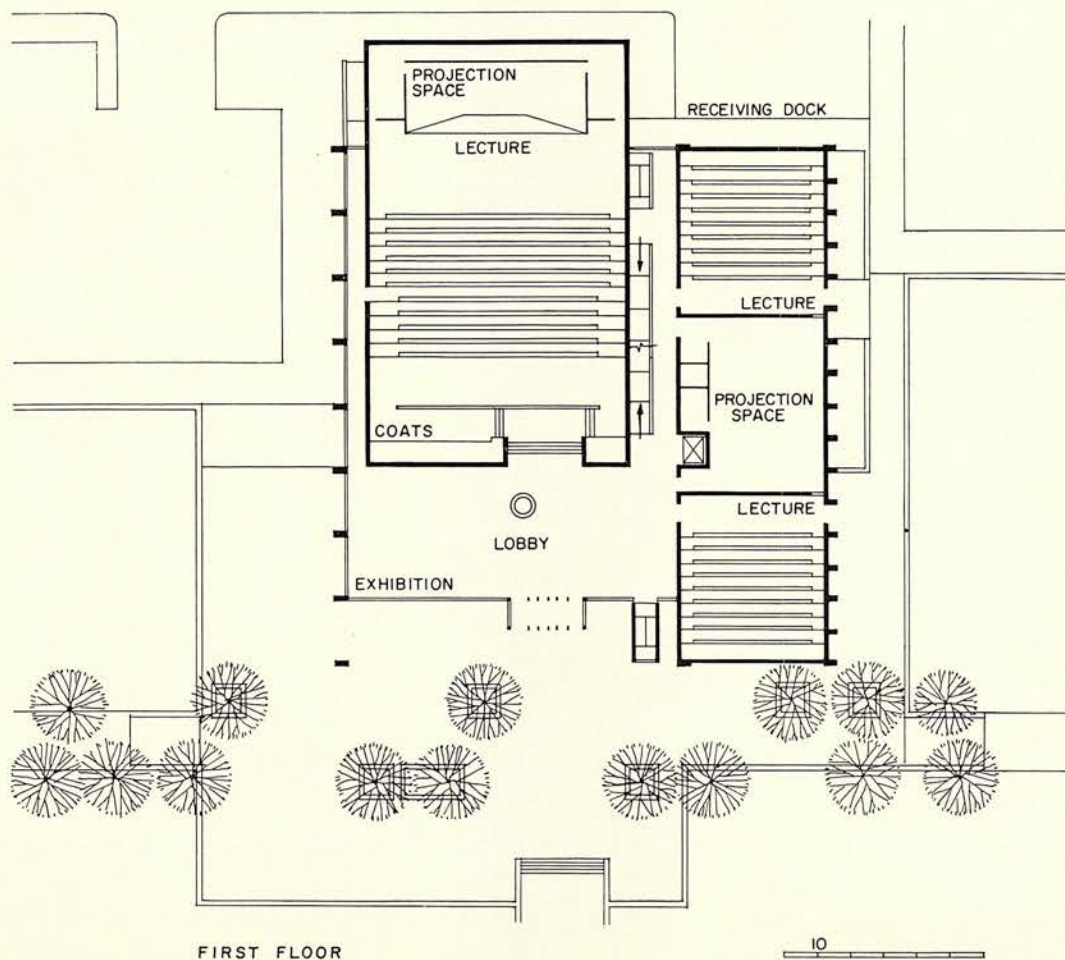 PROJECTION
SPACE
RECEIVING DOCK
LECTURE
LECTURE
PROJECTION
SPACE
COATS
LECTURE
LOBBY
EXHIBITION
FIRST FLOOR
10